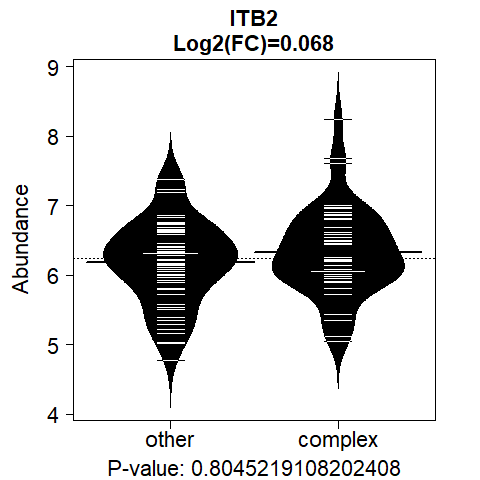 ITB2
Log2(FC)=0.068
9
8
7
6
5
4
Abundance
other complex
P-value: 0.8045219108202408